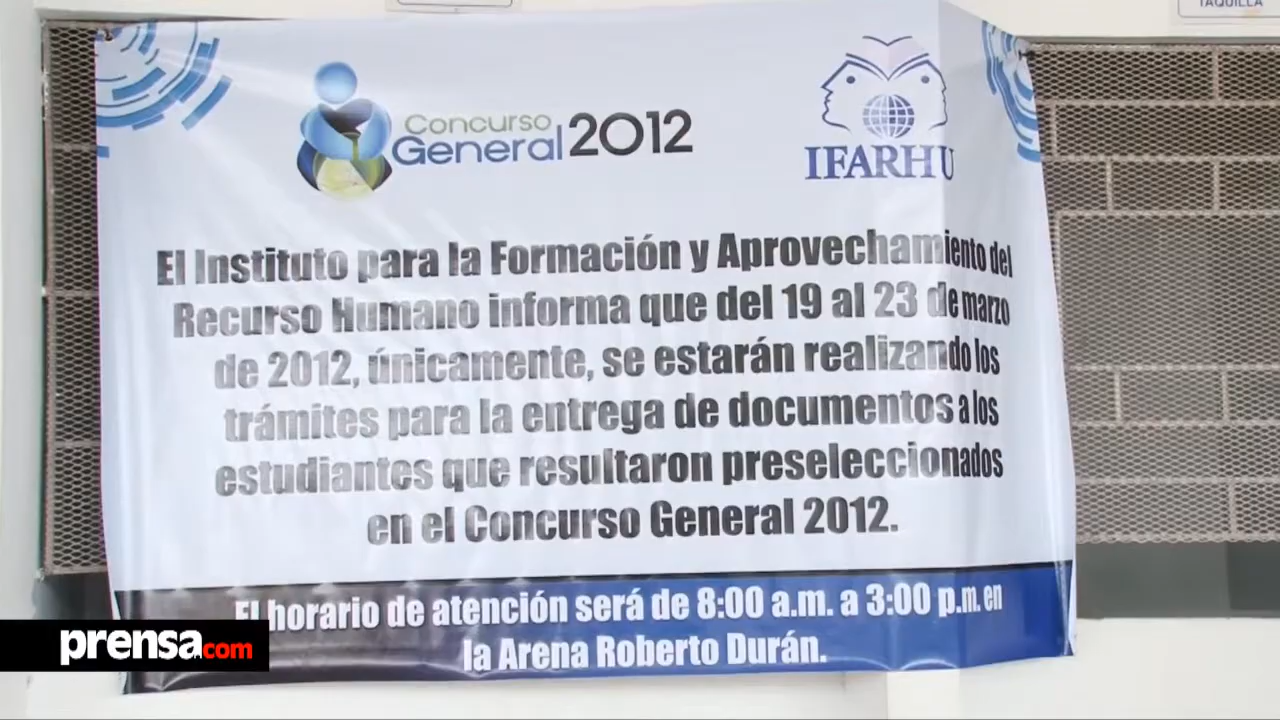 TAQUILLA
Concurso
General 2012
IFARHU
El Instituto para la Formación y Aprovechamiento del
Recurso Humano informa que del 19 al 23 de marzo
de 2012, únicamente, se estarán realizando los
trámites para la entrega de documentos a los
estudiantes que resultaron preseleccionados
en el Concurso General 2012.
El horario de atención será de 8:00 a.m. a 3:00 p.m. en
la Arena Roberto Durán.
prensa.com